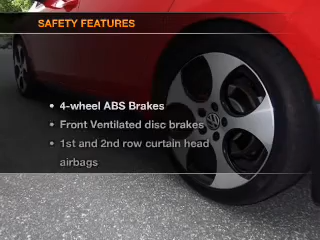 SAFETY FEATURES
• 4-wheel ABS Brakes
• Front Ventilated disc brakes
• 1st and 2nd row curtain head
airbags